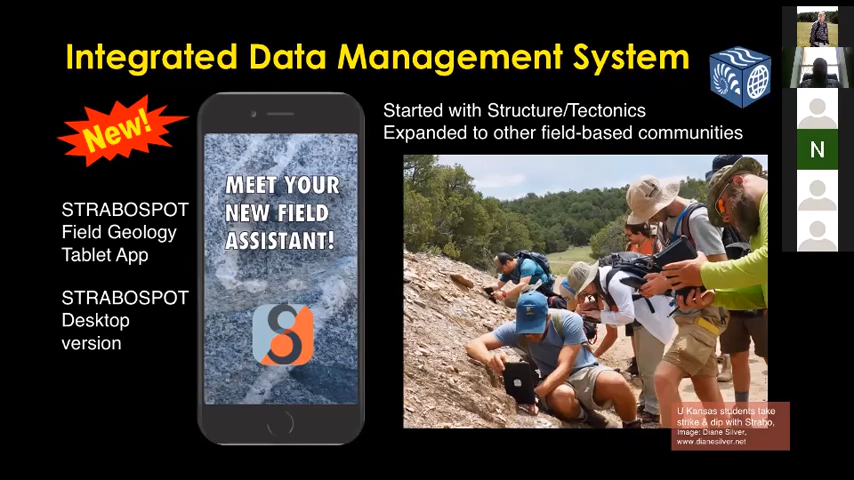 Integrated Data Management System
New!
Started with Structure/Tectonics
Expanded to other field-based communities
MEET YOUR
NEW FIELD
ASSISTANT!
STRABOSPOT
Field Geology
Tablet App
STRABOSPOT
Desktop
version
U Kansas students take
strike & dip with Strabo,
Image: Diane Silver,
www.dianesilver.net
N